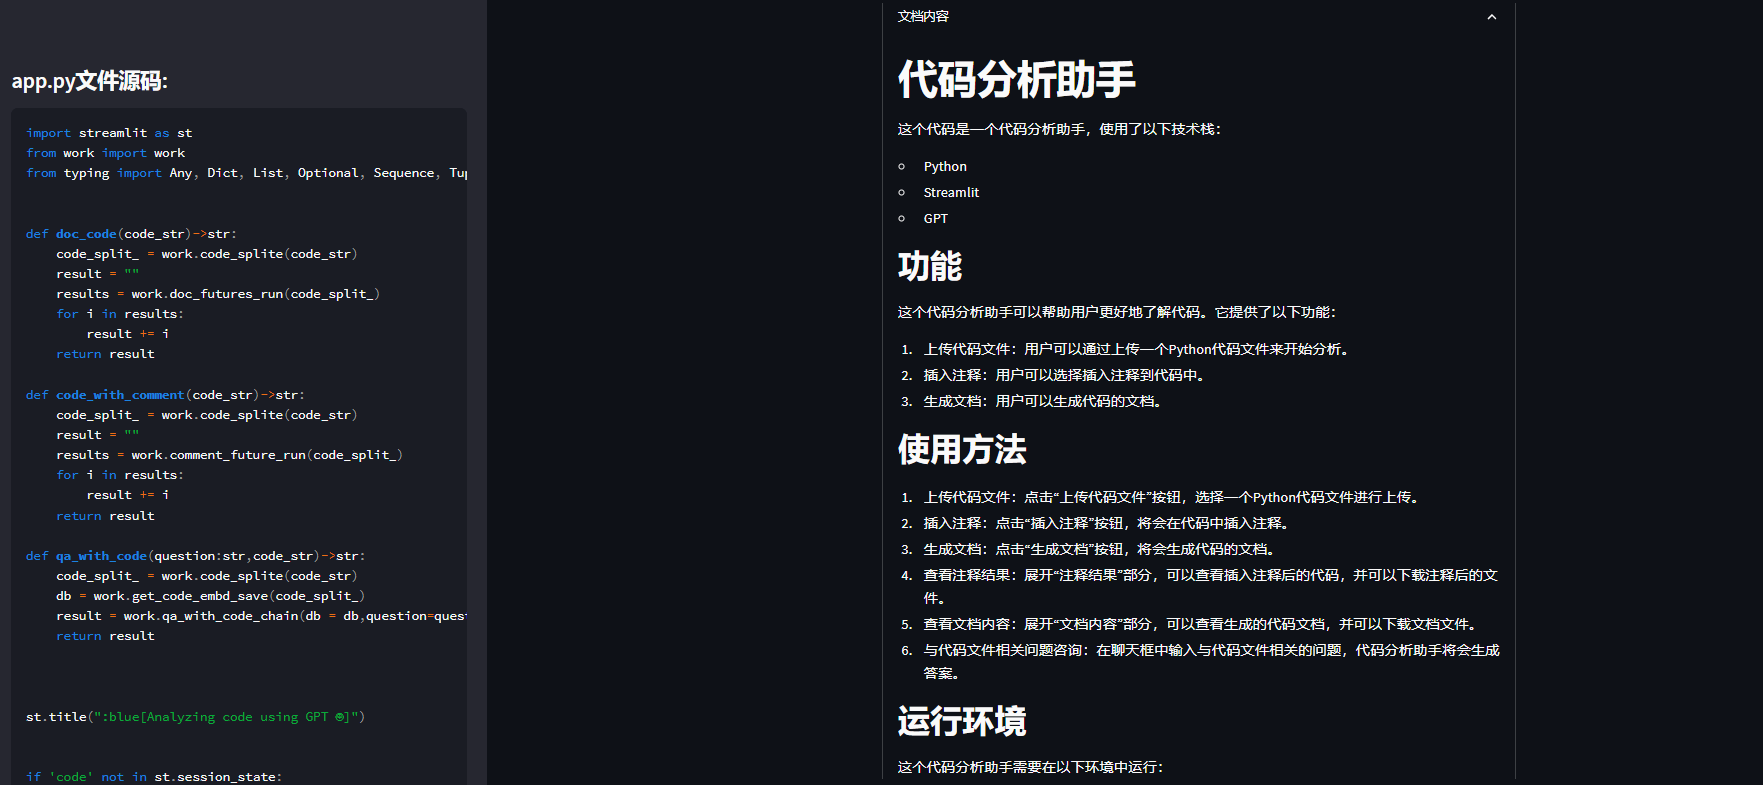 app.py文件源码:
import streamlit as st
from work import work
from typing import Any, Dict, List, Optional, Sequence, Tup
def doc_code(code_str)->str:
    code_split_ = work.code_splite(code_str)
    result = ""
    results = work.doc_futures_run(code_split_)
    for i in results:
        result += i
    return result
def code_with_comment(code_str)->str:
    code_split_ = work.code_splite(code_str)
    result = ""
    results = work.comment_future_run(code_split_)
    for i in results:
        result += i
    return result
def qa_with_code(question:str,code_str)->str:
    code_split_ = work.code_splite(code_str)
    db = work.get_code_embd_save(code_split_)
    result = work.qa_with_code_chain(db = db,question=quest
    return result
st.title(":blue[Analyzing code using GPT ]")
if 'code' not in st.session_state:
文档内容
代码分析助手
这个代码是一个代码分析助手，使用了以下技术栈：
Python
Streamlit
GPT
功能
这个代码分析助手可以帮助用户更好地了解代码。它提供了以下功能：
1. 上传代码文件：用户可以通过上传一个Python代码文件来开始分析。
2. 插入注释：用户可以选择插入注释到代码中。
3. 生成文档：用户可以生成代码的文档。
使用方法
1. 上传代码文件：点击“上传代码文件”按钮，选择一个Python代码文件进行上传。
2. 插入注释：点击“插入注释”按钮，将会在代码中插入注释。
3. 生成文档：点击“生成文档”按钮，将会生成代码的文档。
4. 查看注释结果：展开“注释结果”部分，可以查看插入注释后的代码，并可以下载注释后的文
件。
5. 查看文档内容：展开“文档内容”部分，可以查看生成的代码文档，并可以下载文档文件。
6. 与代码文件相关问题咨询：在聊天框中输入与代码文件相关的问题，代码分析助手将会生成
答案。
运行环境
这个代码分析助手需要在以下环境中运行：